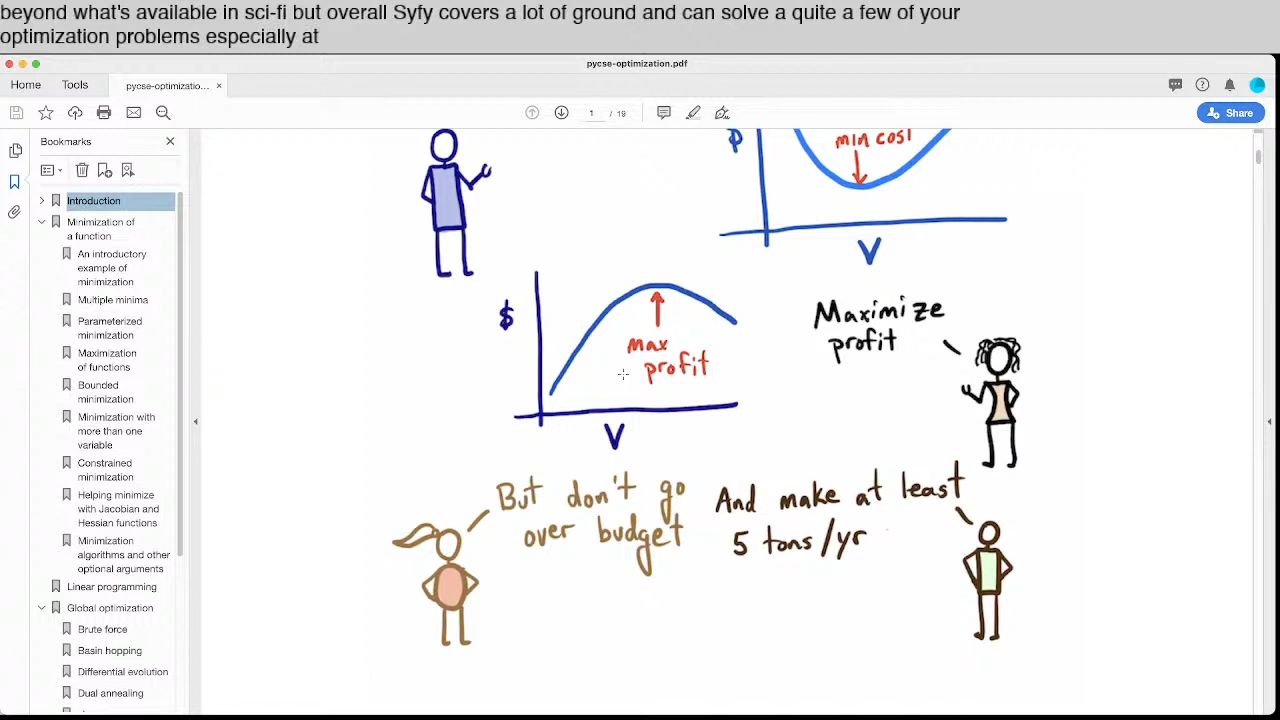 beyond what's available in sci-fi but overall Syfy covers a lot of ground and can solve a quite a few of your
optimization problems especially at
pycse-optimization.pdf
Home
Tools
pycse-optimizatio...
1 / 19
Share
Bookmarks
Introduction
Minimization of
a function
An introductory
example of
minimization
Multiple minima
Parameterized
minimization
Maximization
of functions
Bounded
minimization
Minimization with
more than one
variable
Constrained
minimization
Helping minimize
with Jacobian and
Hessian functions
Minimization
algorithms and other
optional arguments
Linear programming
Global optimization
Brute force
Basin hopping
Differential evolution
Dual annealing
min cost
V
$
max
profit
V
Maximize
profit
But don't go
over budget
And make at least
5 tons/yr